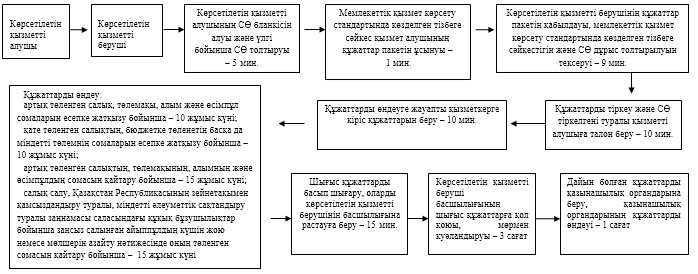 Көрсетілетін
қызметті
алушы
Көрсетілетін
қызметті
беруші
Көрсетілетін қызметті
алушының СӨ бланкісін
алуы және үлгі
бойынша СӨ толтыруы
– 5 мин.
Мемлекеттік қызмет көрсету
стандартында көзделген тізбеге
сәйкес қызмет алушының
құжаттар пакетін ұсынуы –
1 мин.
Көрсетілетін қызметті берушінің құжаттар
пакетін қабылдауы, мемлекеттік қызмет
көрсету стандартында көзделген тізбеге
сәйкестігін және СӨ дұрыс толтырылуын
тексеруі – 9 мин.
Құжаттарды тіркеу және СӨ
тіркелгені туралы қызметті
алушыға талон беру – 10 мин.
Құжаттарды өңдеуге жауапты қызметкерге
кіріс құжаттарын беру – 10 мин.
Құжаттарды өңдеу:
артық төленген салық, төлемақы, алым және өсімпұл
сомаларын есепке жатқызу бойынша – 10 жұмыс күні;
қате төленген салықтың, бюджетке төленетін басқа да
міндетті төлемнің сомаларын есепке жатқызу бойынша –
10 жұмыс күні;
артық төленген салықтың, төлемақының, алымның және
өсімпұлдың сомасын қайтару бойынша – 15 жұмыс күні;
салық салу, Қазақстан Республикасының зейнетақымен
қамсыздандыру туралы, міндетті әлеуметтік сақтандыру
туралы заңнамасы саласындағы құқық бұзушылықтар
бойынша заңсыз салынған айыппұлдың күшін жою
немесе мөлшерін азайту нәтижесінде оның төленген
сомасын қайтару бойынша – 15 жұмыс күні
Шығыс құжаттарды
басып шығару, оларды
көрсетілетін қызметті
берушінің басшылығына
растауға беру – 15 мин.
Көрсетілетін қызметті
беруші
басшылығының
шығыс құжаттарға қол
қоюы, мөрмен
куәландыруы – 3 сағат
Дайын болған құжаттарды
қазынашылық органдарына
беру, қазынашылық
органдарының құжаттарды
өңдеуі – 1 сағат